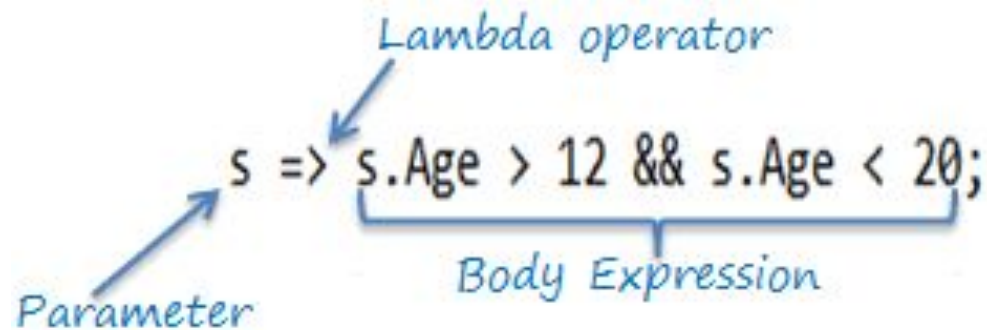 Lambda operator
s => s.Age > 12 && s.Age < 20;
Body Expression
Parameter